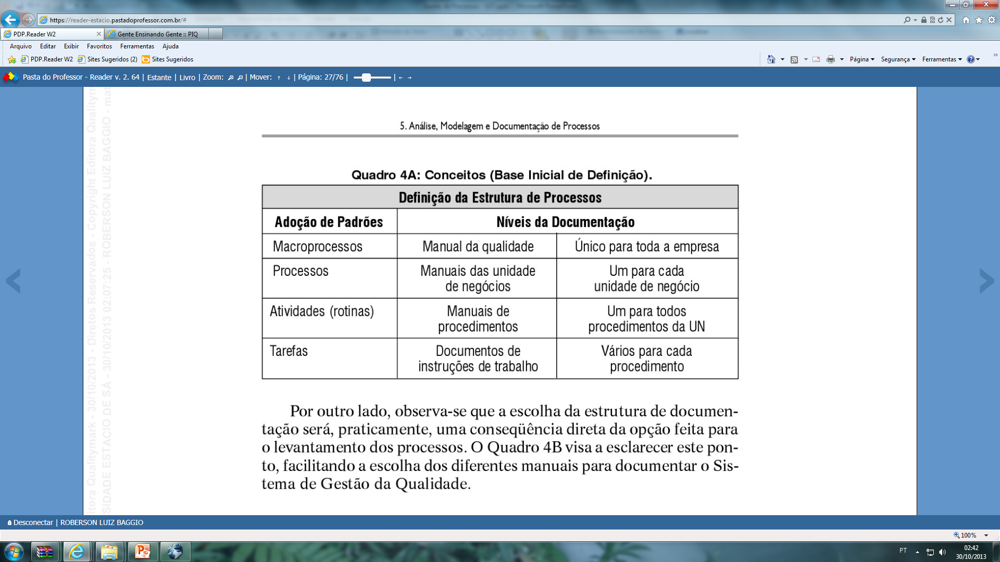 https://reader-estacio.pastadoprofessor.com.br/#
PDP.Reader W2
Gente Ensinando Gente :: PIQ
Arquivo Editar Exibir Favoritos Ferramentas Ajuda
PDP.Reader W2 Sites Sugeridos (2) Sites Sugeridos
Página Segurança Ferramentas
Pasta do Professor - Reader v. 2. 64 | Estante | Livro | Zoom: | Mover: ↑ ↓ | Página: 27/76 | | ← →
itora Qualitymark - 30/10/2013 - Diretos Reservados - Copyright Editora Qualitym
SIDADE ESTACIO DE SÁ - 30/10/2013 02:07:25 - ROBERSON LUIZ BAGGIO - mat
5. Análise, Modelagem e Documentação de Processos
Quadro 4A: Conceitos (Base Inicial de Definição).
Definição da Estrutura de Processos
Adoção de Padrões Níveis da Documentação
Macroprocessos Manual da qualidade Único para toda a empresa
Processos Manuais das unidade Um para cada
de negócios unidade de negócio
Atividades (rotinas) Manuais de Um para todos
procedimentos procedimentos da UN
Tarefas Documentos de Vários para cada
instruções de trabalho procedimento
Por outro lado, observa-se que a escolha da estrutura de documen-
tação será, praticamente, uma conseqüência direta da opção feita para
o levantamento dos processos. O Quadro 4B visa a esclarecer este pon-
to, facilitando a escolha dos diferentes manuais para documentar o Sis-
tema de Gestão da Qualidade.
Desconectar | ROBERSON LUIZ BAGGIO
100%
PT
02:42
30/10/2013